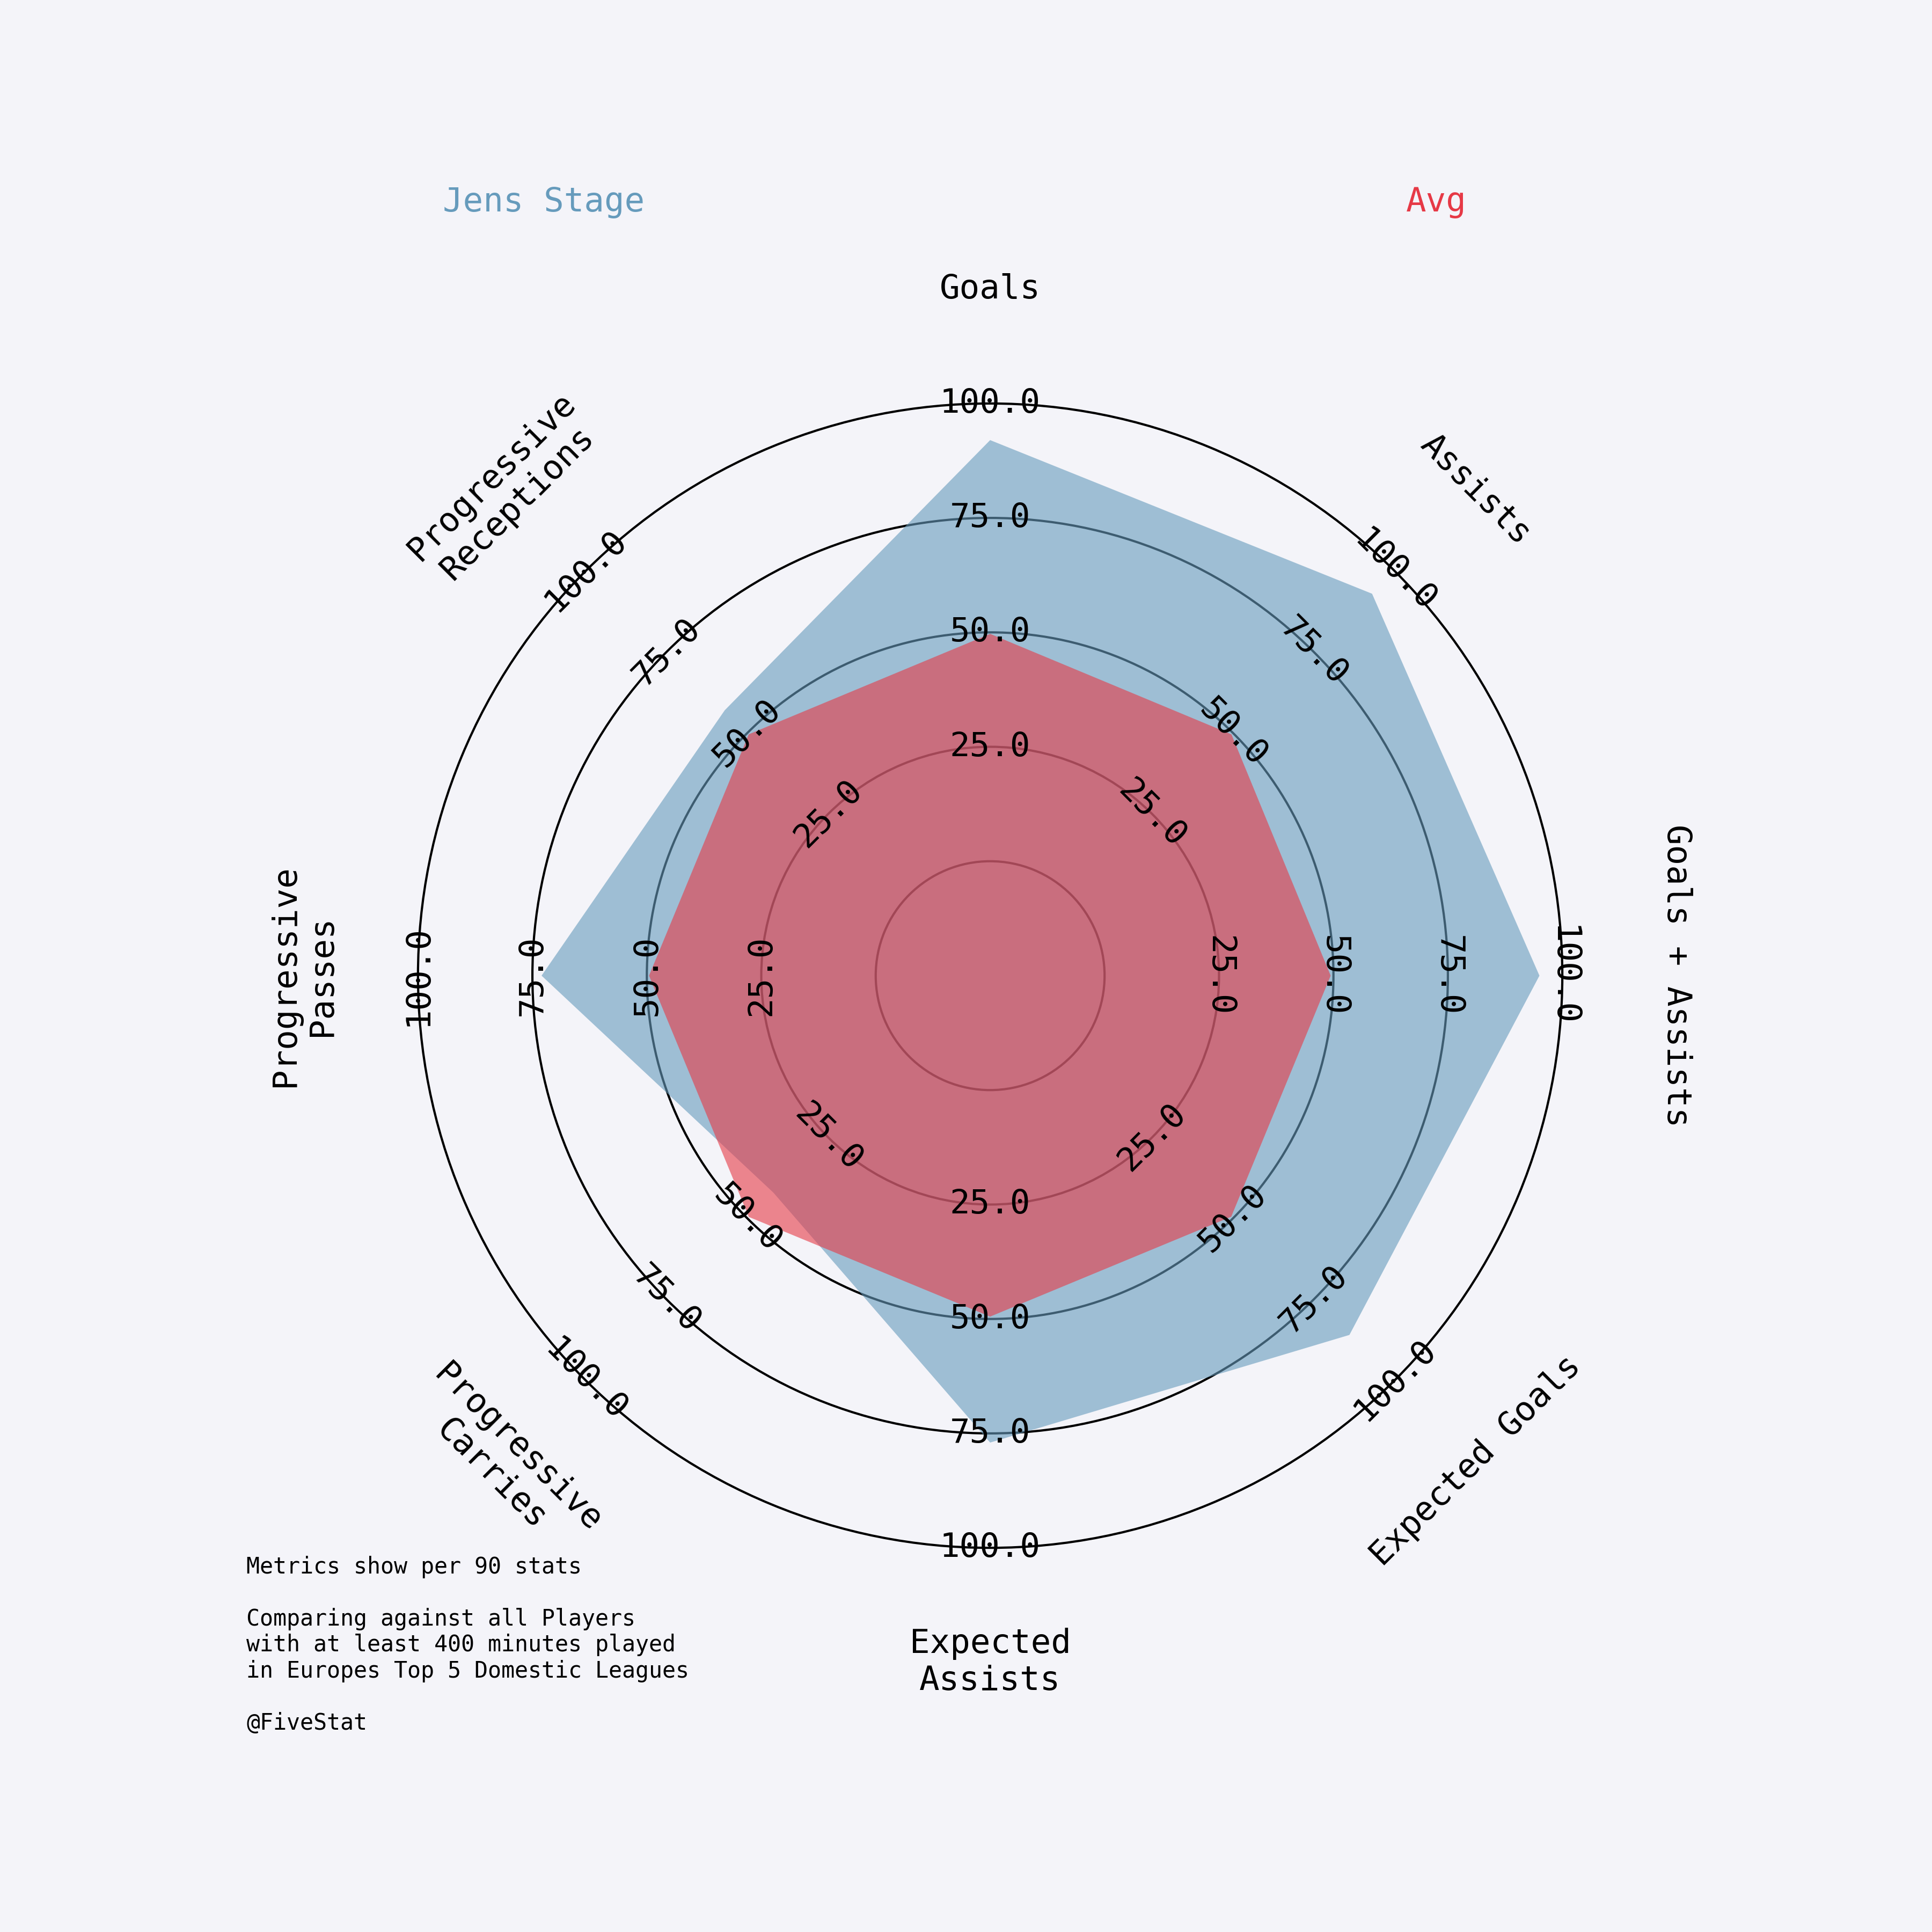 Jens Stage
Avg
Goals
Assists
Goals + Assists
Expected Goals
Expected
Assists
Progressive
Carries
Progressive
Passes
Progressive
Receptions
25.0
50.0
75.0
100.0
25.0
50.0
75.0
100.0
25.0
50.0
75.0
100.0
25.0
50.0
75.0
100.0
25.0
50.0
75.0
100.0
25.0
50.0
75.0
100.0
25.0
50.0
75.0
100.0
25.0
50.0
75.0
100.0
Metrics show per 90 stats
Comparing against all Players
with at least 400 minutes played
in Europes Top 5 Domestic Leagues
@FiveStat